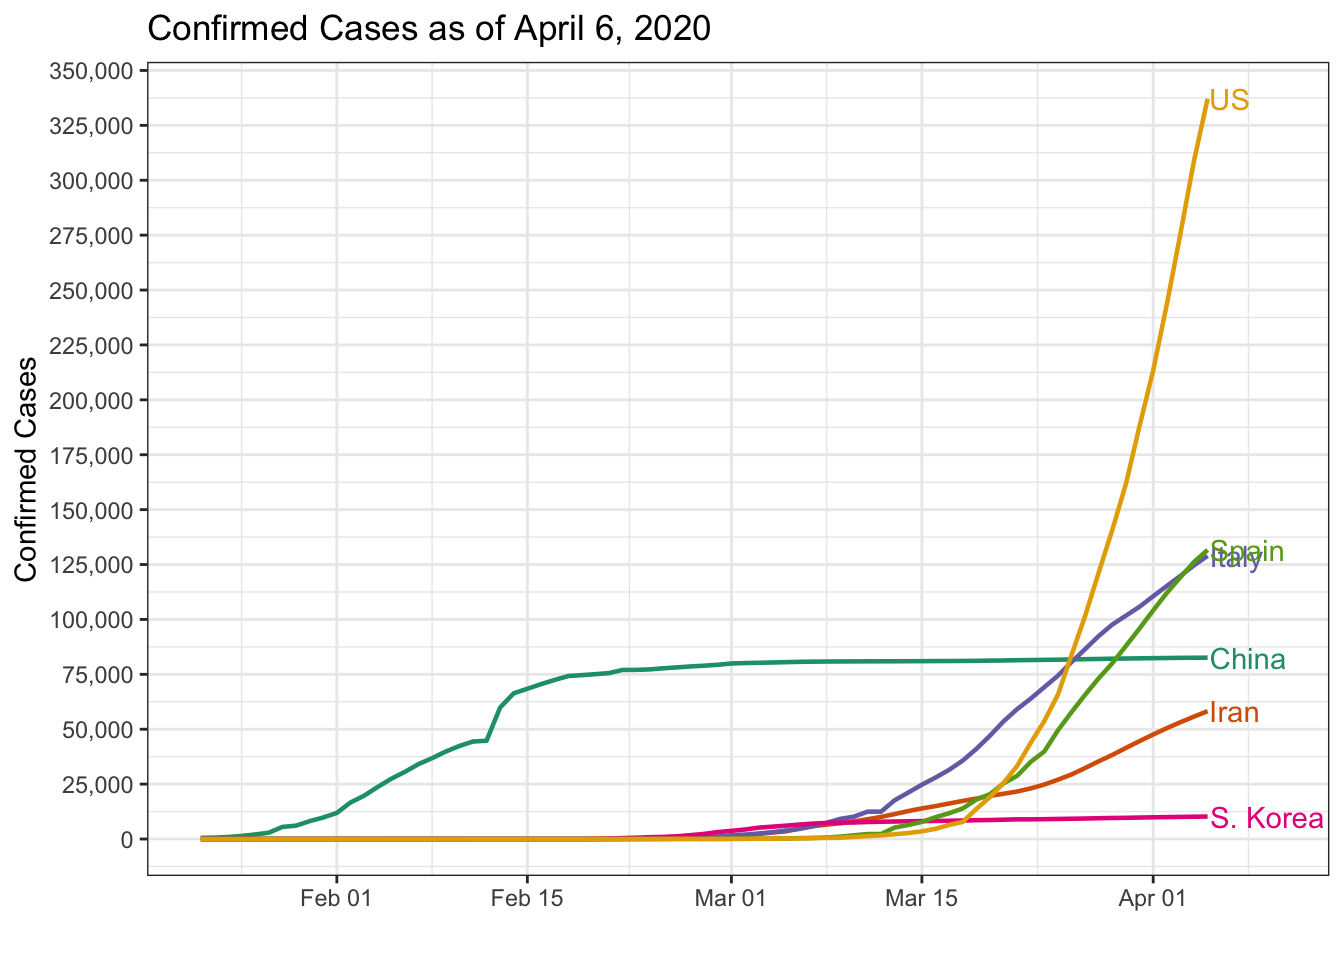 Confirmed Cases as of April 6, 2020
Confirmed Cases
350,000
325,000
300,000
275,000
250,000
225,000
200,000
175,000
150,000
125,000
100,000
75,000
50,000
25,000
0
US
Spain
Italy
China
Iran
S. Korea
Feb 01 Feb 15 Mar 01 Mar 15 Apr 01